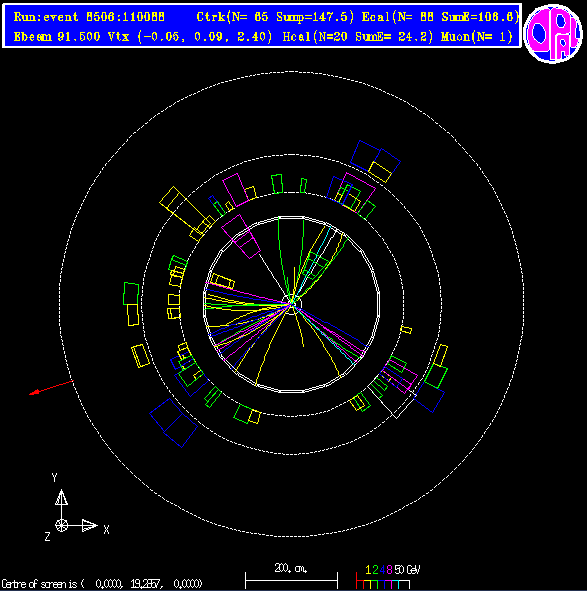 Run:event 8506:110088 Ctrk(N= 65 Sump=147.5) Ecal(N= 88 SumE=106.6)
Ebeam 91.500 Vtx (-0.05, 0.09, 2.40) Hcal(N=20 SumE= 24.2) Muon(N= 1)
OPAL
Y
X
Z
200. cm.
1 2 4 8 50 GeV
Centre of screen is ( 0.0000, 19.2857, 0.0000)